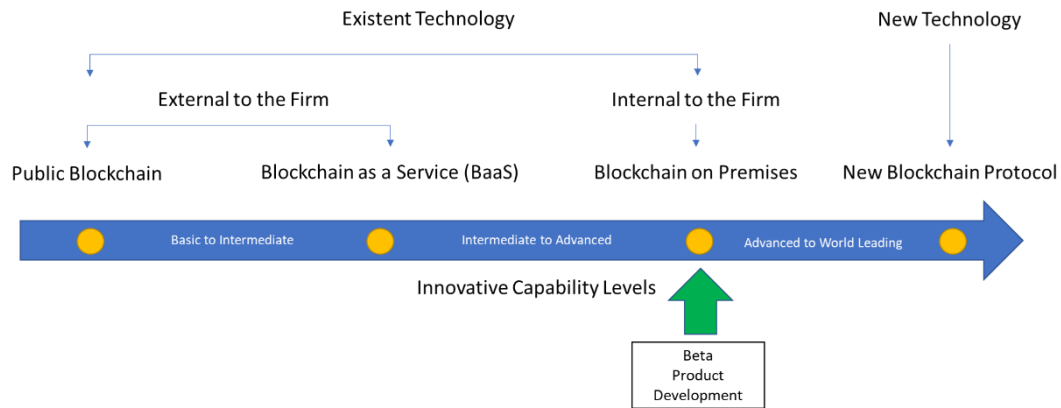 Existent Technology
New Technology
External to the Firm
Internal to the Firm
Public Blockchain
Blockchain as a Service (BaaS)
Blockchain on Premises
New Blockchain Protocol
Basic to Intermediate
Intermediate to Advanced
Advanced to World Leading
Innovative Capability Levels
Beta
Product
Development